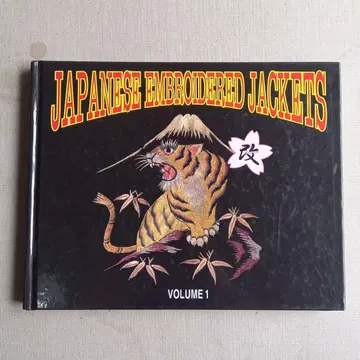 JAPANESE EMBROIDERED JACKETS
改
VOLUME 1